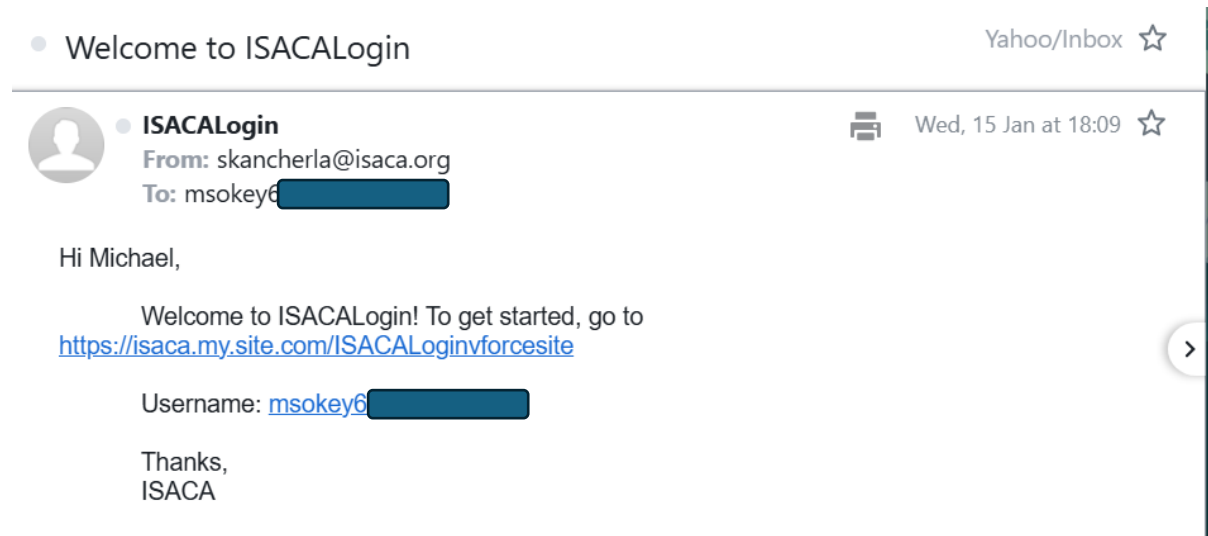 Welcome to ISACALogin
Yahoo/Inbox
ISACALogin
Wed, 15 Jan at 18:09
From: skancherla@isaca.org
To: msokey6
Hi Michael,
Welcome to ISACALogin! To get started, go to
https://isaca.my.site.com/ISACALoginvforcesite
Username: msokey6
Thanks,
ISACA